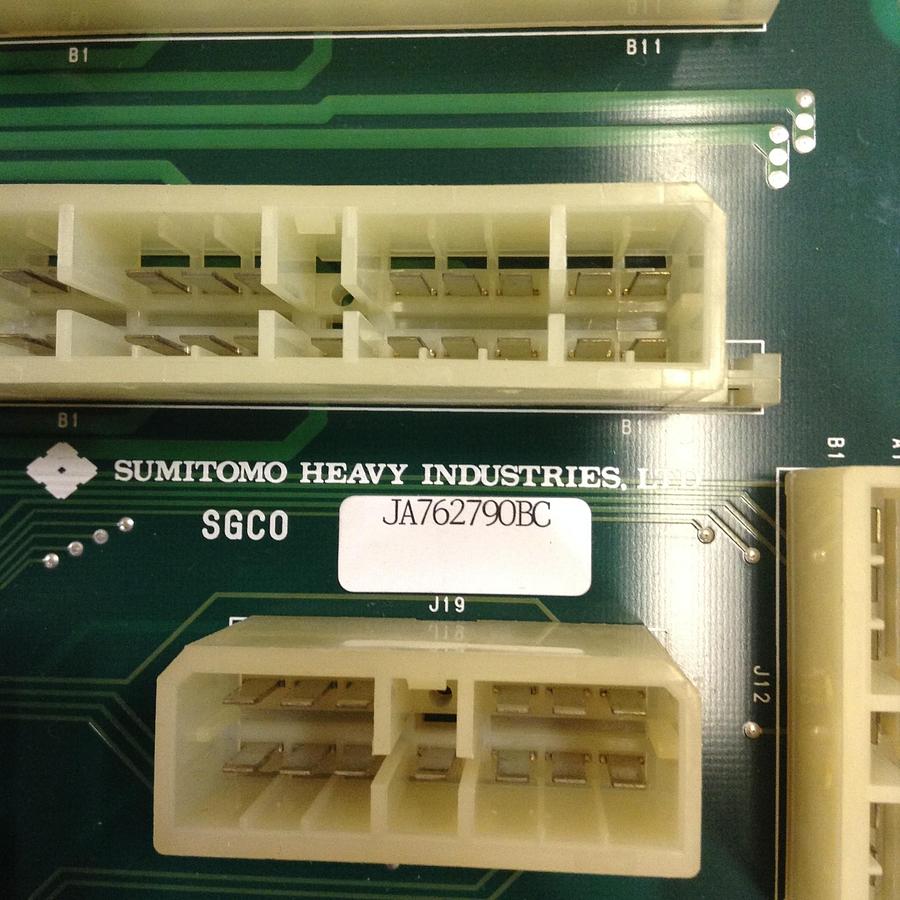 B1
B11
B1
B1
SUMITOMO HEAVY INDUSTRIES, LTD.
SGCO
JA762790BC
J19
B1
J12